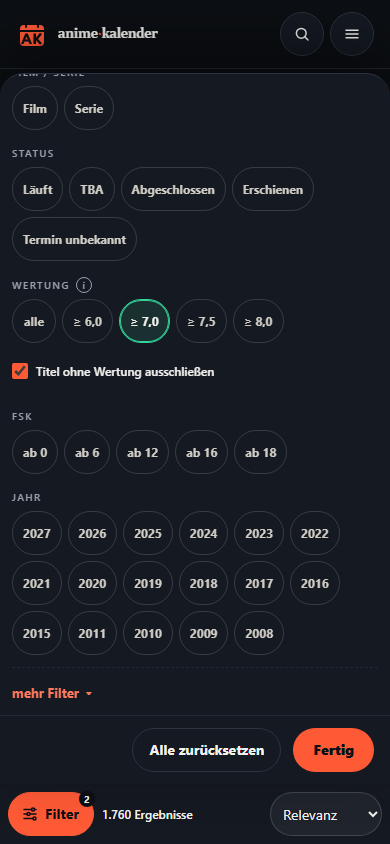 AK anime·kalender
FILM / SERIE
Film Serie
STATUS
Läuft TBA Abgeschlossen Erschienen
Termin unbekannt
WERTUNG i
alle ≥ 6,0 ≥ 7,0 ≥ 7,5 ≥ 8,0
Titel ohne Wertung ausschließen
FSK
ab 0 ab 6 ab 12 ab 16 ab 18
JAHR
2027 2026 2025 2024 2023 2022
2021 2020 2019 2018 2017 2016
2015 2011 2010 2009 2008
mehr Filter
Alle zurücksetzen Fertig
Filter 2 1.760 Ergebnisse Relevanz